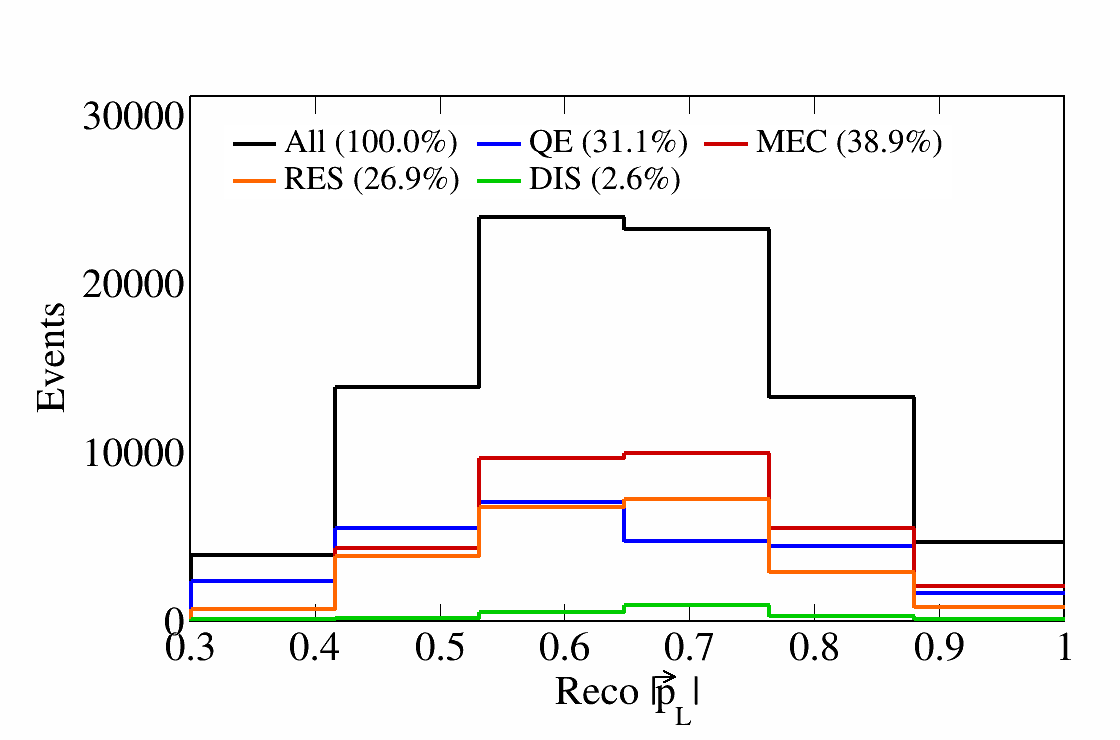 All (100.0%) QE (31.1%) MEC (38.9%)
RES (26.9%) DIS (2.6%)
30000
20000
10000
0
Events
0.3 0.4 0.5 0.6 0.7 0.8 0.9 1
Reco |p⃗_L|